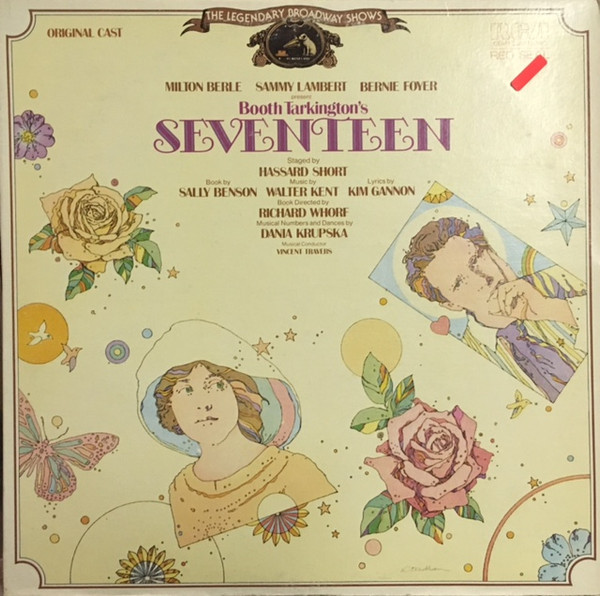 THE LEGENDARY BROADWAY SHOWS
ORIGINAL CAST
MILTON BERLE SAMMY LAMBERT BERNIE FOYER
present
Booth Tarkington's
SEVENTEEN
Staged by
HASSARD SHORT
Book by Music by Lyrics by
SALLY BENSON WALTER KENT KIM GANNON
Book Directed by
RICHARD WHORF
Musical Numbers and Dances by
DANIA KRUPSKA
Musical Conductor
VINCENT TRAVERS